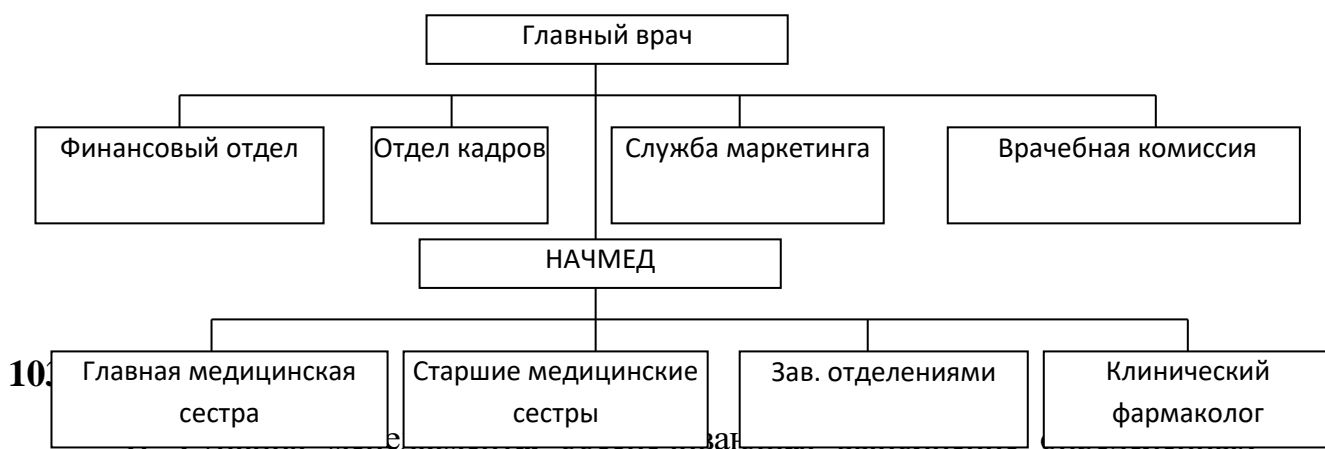 Главный врач
Финансовый отдел Отдел кадров Служба маркетинга Врачебная комиссия
НАЧМЕД
103
Главная медицинская сестра
Старшие медицинские сестры
Зав. отделениями
Клинический фармаколог